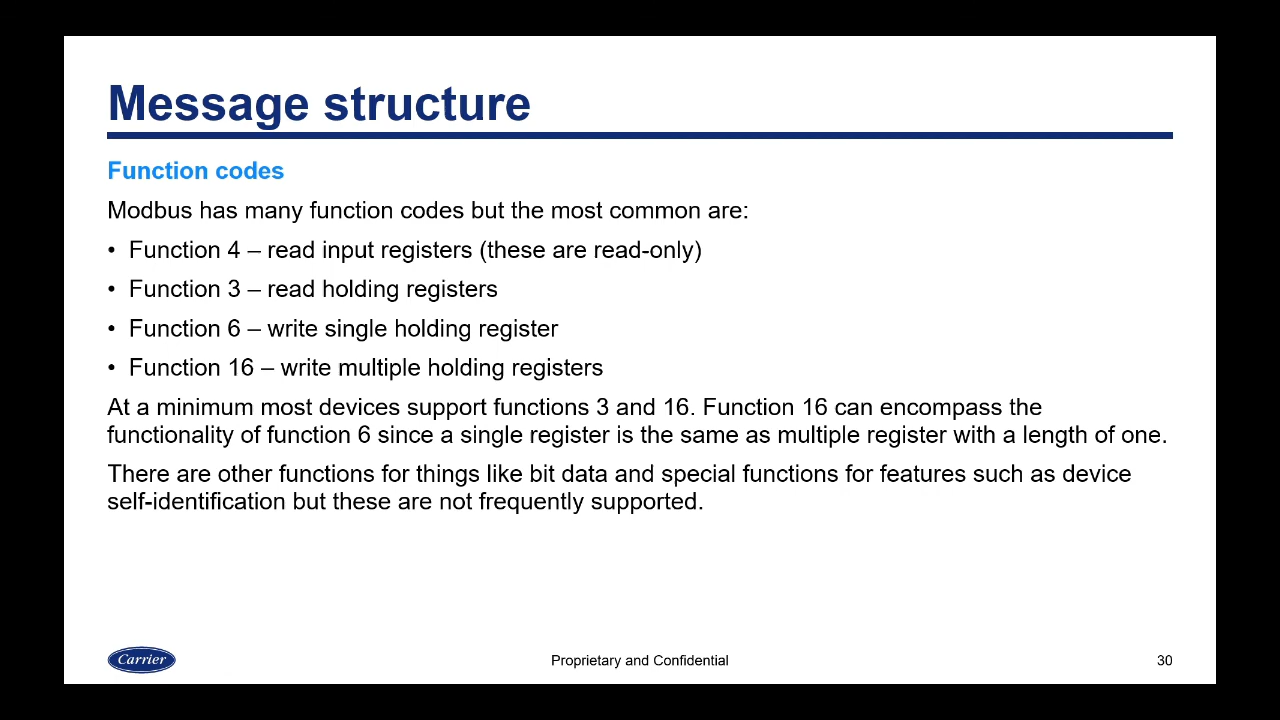 Message structure
Function codes
Modbus has many function codes but the most common are:
• Function 4 – read input registers (these are read-only)
• Function 3 – read holding registers
• Function 6 – write single holding register
• Function 16 – write multiple holding registers
At a minimum most devices support functions 3 and 16. Function 16 can encompass the
functionality of function 6 since a single register is the same as multiple register with a length of one.
There are other functions for things like bit data and special functions for features such as device
self-identification but these are not frequently supported.
Carrier
Proprietary and Confidential
30